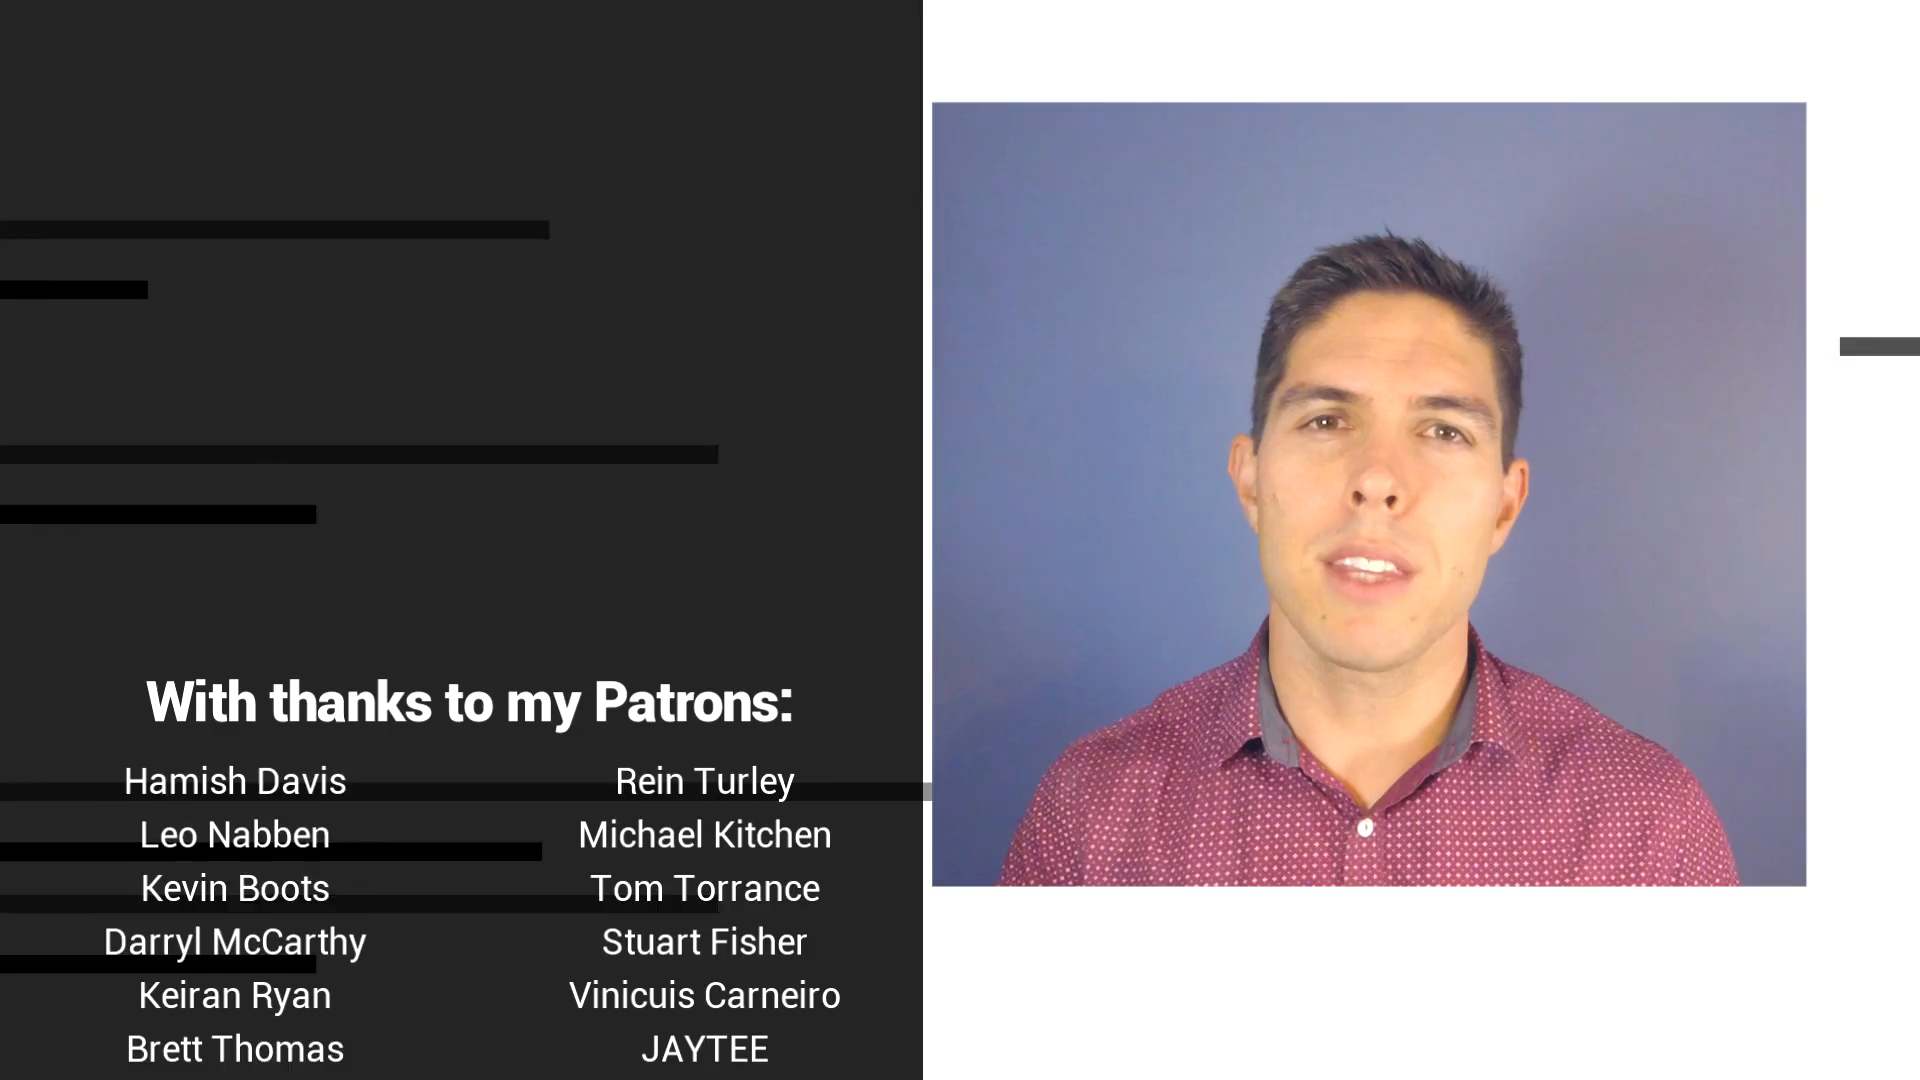 With thanks to my Patrons:
Hamish Davis
Rein Turley
Leo Nabben
Michael Kitchen
Kevin Boots
Tom Torrance
Darryl McCarthy
Stuart Fisher
Keiran Ryan
Vinicuis Carneiro
Brett Thomas
JAYTEE